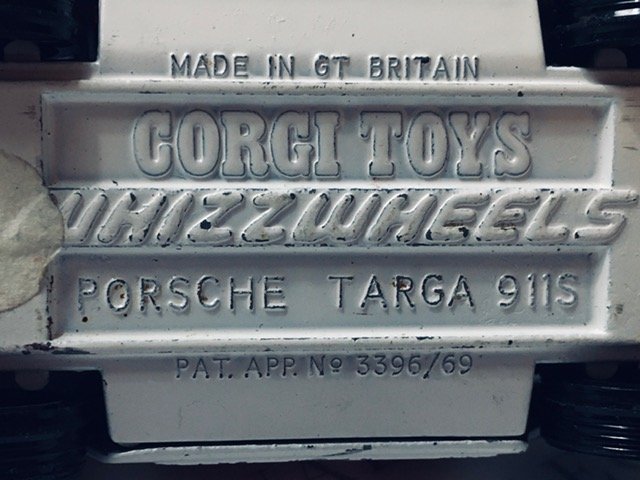 MADE IN GT BRITAIN
CORGI TOYS
WHIZZWHEELS
PORSCHE TARGA 911S
PAT. APP. Nº 3396/69